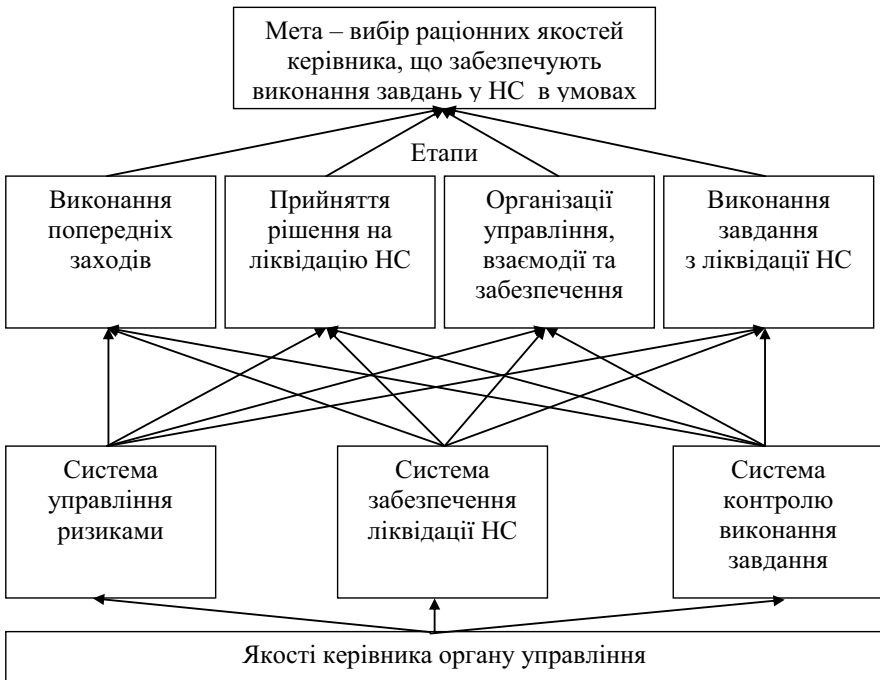 Мета – вибір раціонних якостей
керівника, що забезпечують
виконання завдань у НС в умовах
Етапи
Виконання
попередніх
заходів
Прийняття
рішення на
ліквідацію НС
Організації
управління,
взаємодії та
забезпечення
Виконання
завдання
з ліквідації НС
Система
управління
ризиками
Система
забезпечення
ліквідації НС
Система
контролю
виконання
завдання
Якості керівника органу управління